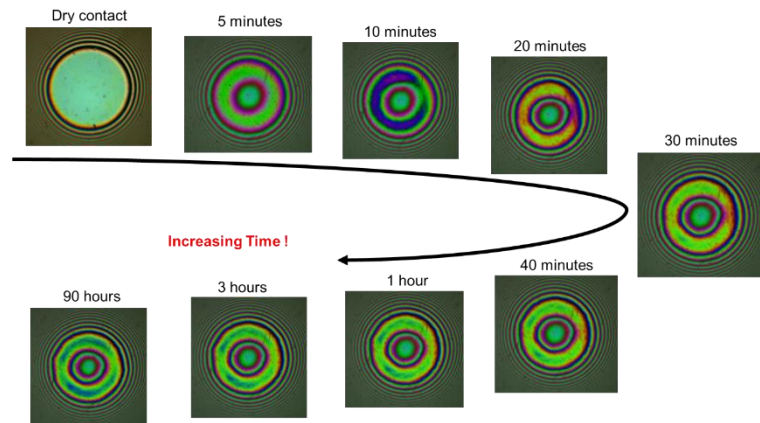 Dry contact
5 minutes
10 minutes
20 minutes
30 minutes
Increasing Time !
40 minutes
1 hour
3 hours
90 hours